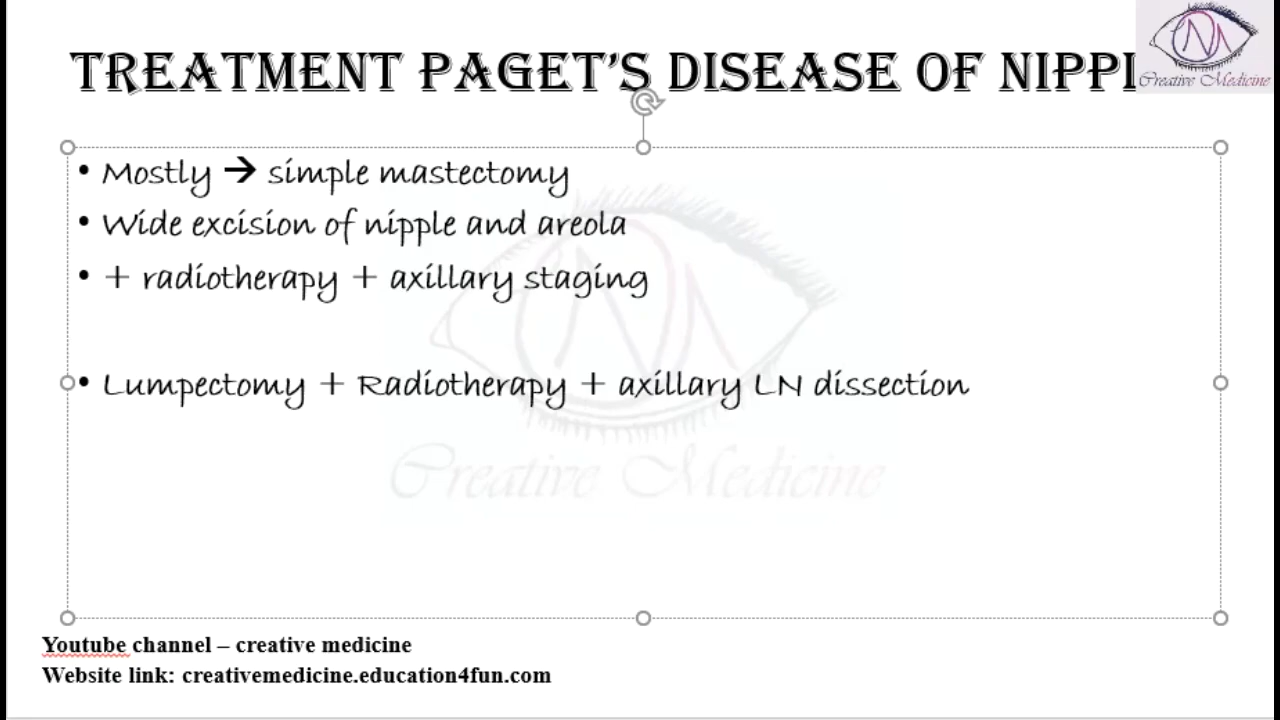 TREATMENT PAGET'S DISEASE OF NIPPL
Creative Medicine
• Mostly → simple mastectomy
• Wide excision of nipple and areola
• + radiotherapy + axillary staging
• Lumpectomy + Radiotherapy + axillary LN dissection
Creative Medicine
Youtube channel – creative medicine
Website link: creativemedicine.education4fun.com